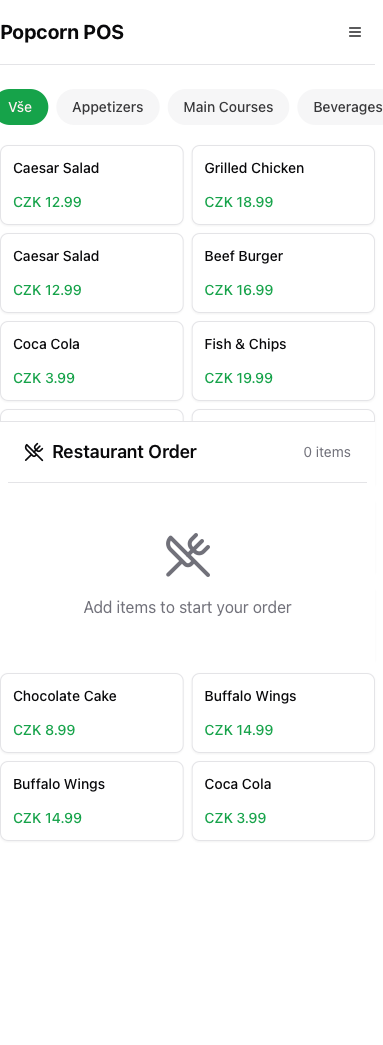 Popcorn POS
Vše Appetizers Main Courses Beverages
Caesar Salad Grilled Chicken
CZK 12.99 CZK 18.99
Caesar Salad Beef Burger
CZK 12.99 CZK 16.99
Coca Cola Fish & Chips
CZK 3.99 CZK 19.99
Restaurant Order 0 items
Add items to start your order
Chocolate Cake Buffalo Wings
CZK 8.99 CZK 14.99
Buffalo Wings Coca Cola
CZK 14.99 CZK 3.99